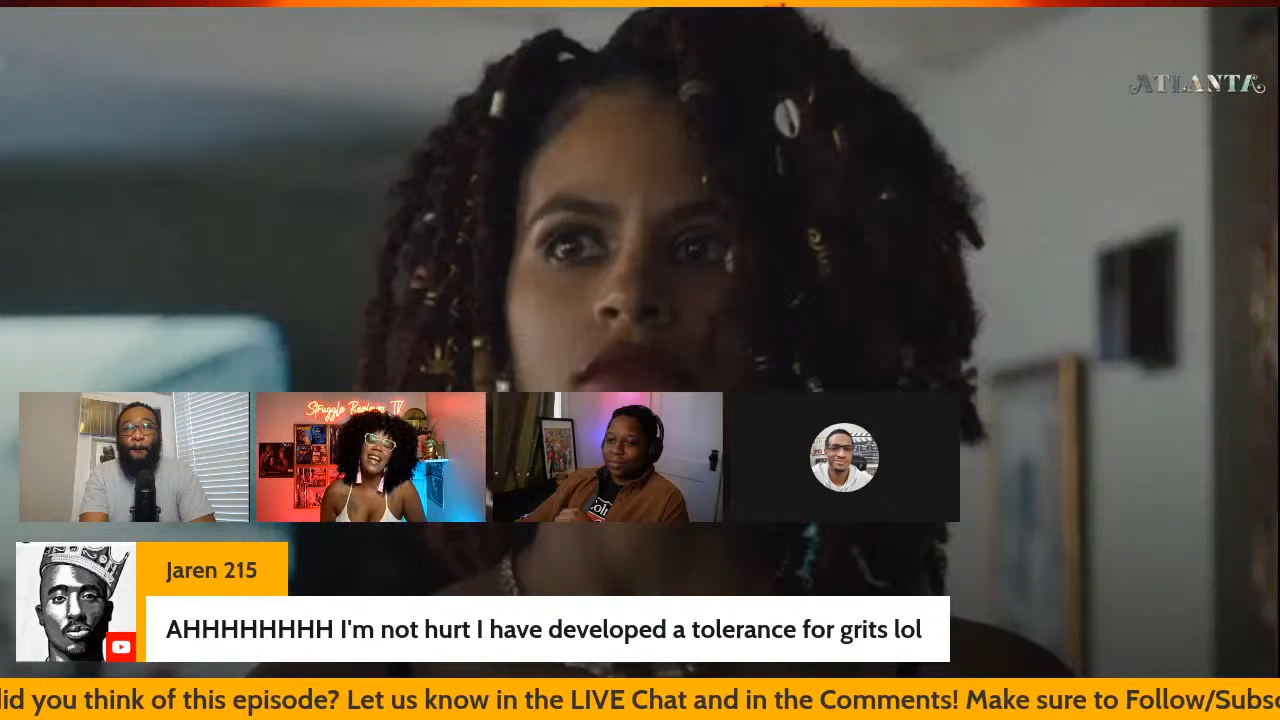 ATLANTA
Struggle Reviews TV
Jaren 215
AHHHHHHHH I'm not hurt I have developed a tolerance for grits lol
did you think of this episode? Let us know in the LIVE Chat and in the Comments! Make sure to Follow/Subsc